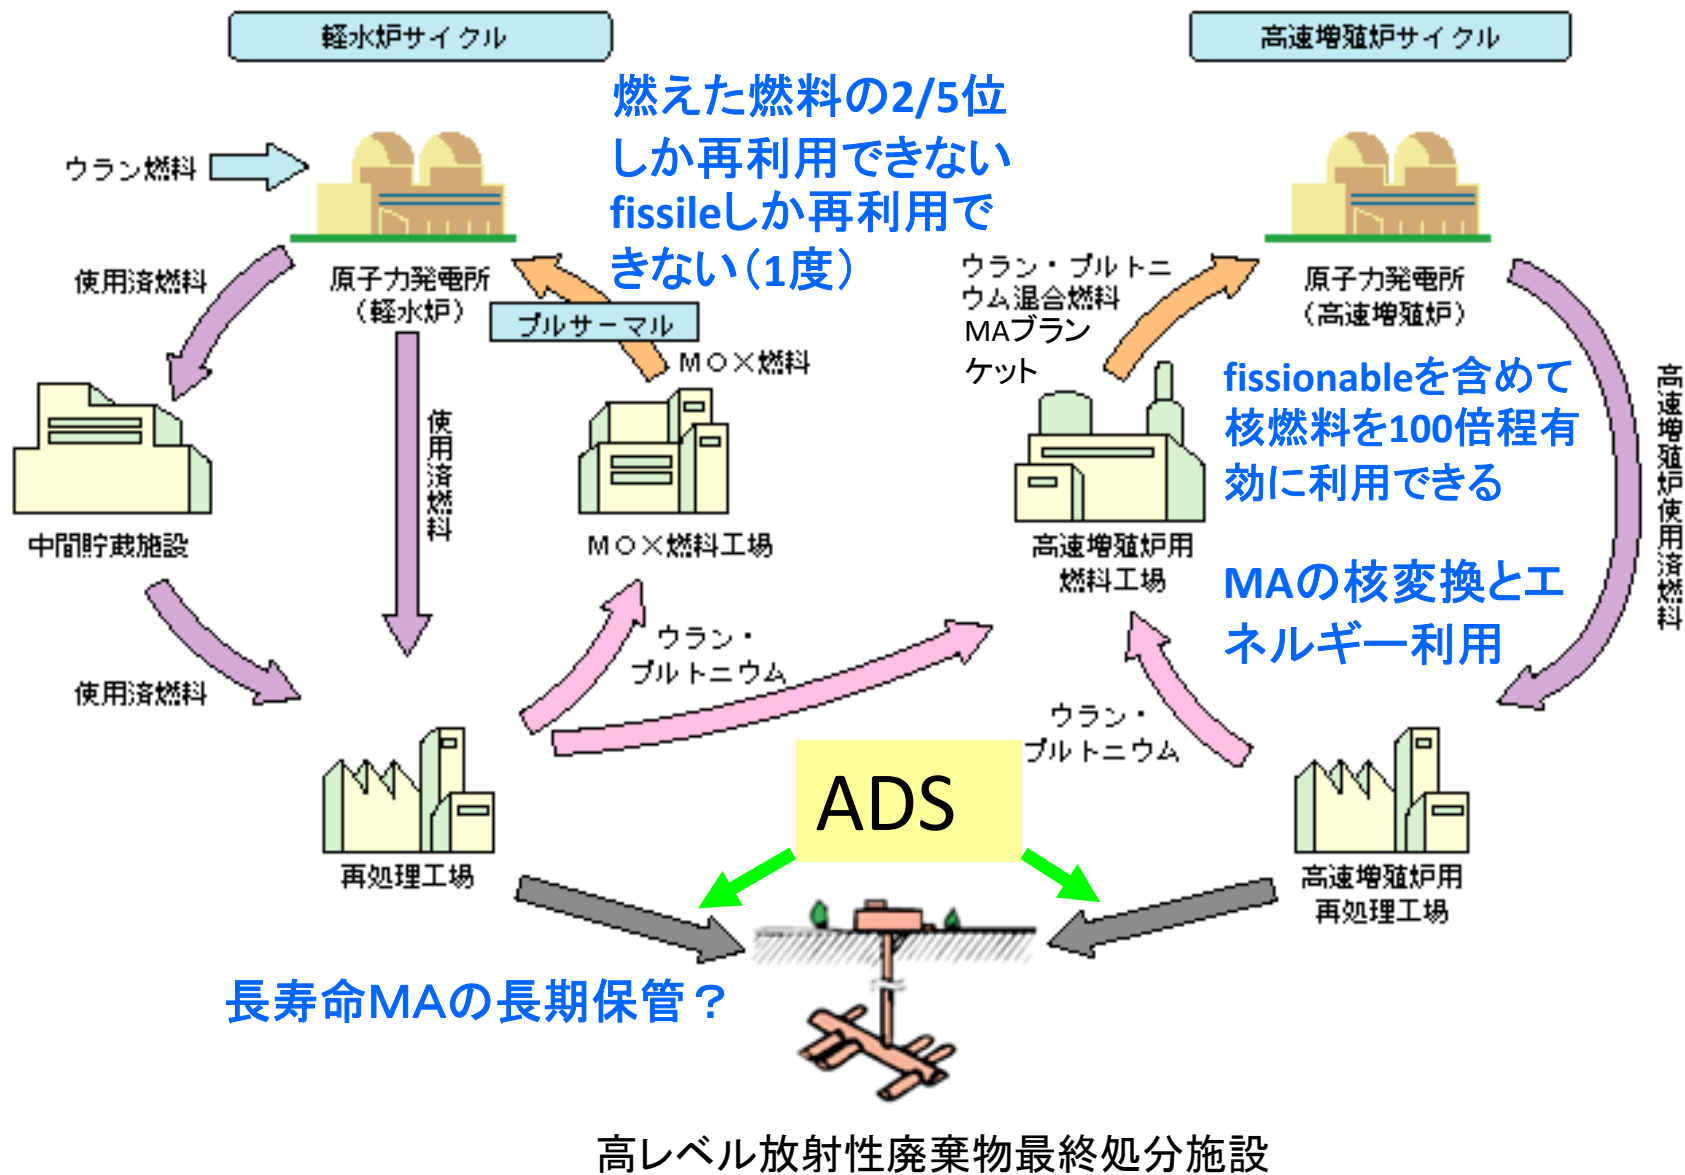 軽水炉サイクル
高速増殖炉サイクル
燃えた燃料の2/5位
しか再利用できない
fissileしか再利用で
きない（1度）
ウラン燃料
使用済燃料
原子力発電所
（軽水炉）
プルサーマル
MOX燃料
ウラン・プルトニ
ウム混合燃料
MAブラン
ケット
原子力発電所
（高速増殖炉）
fissionableを含めて
核燃料を100倍程有
効に利用できる
高速増殖炉使用済燃料
使用済燃料
中間貯蔵施設
MOX燃料工場
高速増殖炉用
燃料工場
MAの核変換とエ
ネルギー利用
ウラン・
プルトニウム
使用済燃料
ウラン・
プルトニウム
ADS
再処理工場
高速増殖炉用
再処理工場
長寿命MAの長期保管？
高レベル放射性廃棄物最終処分施設